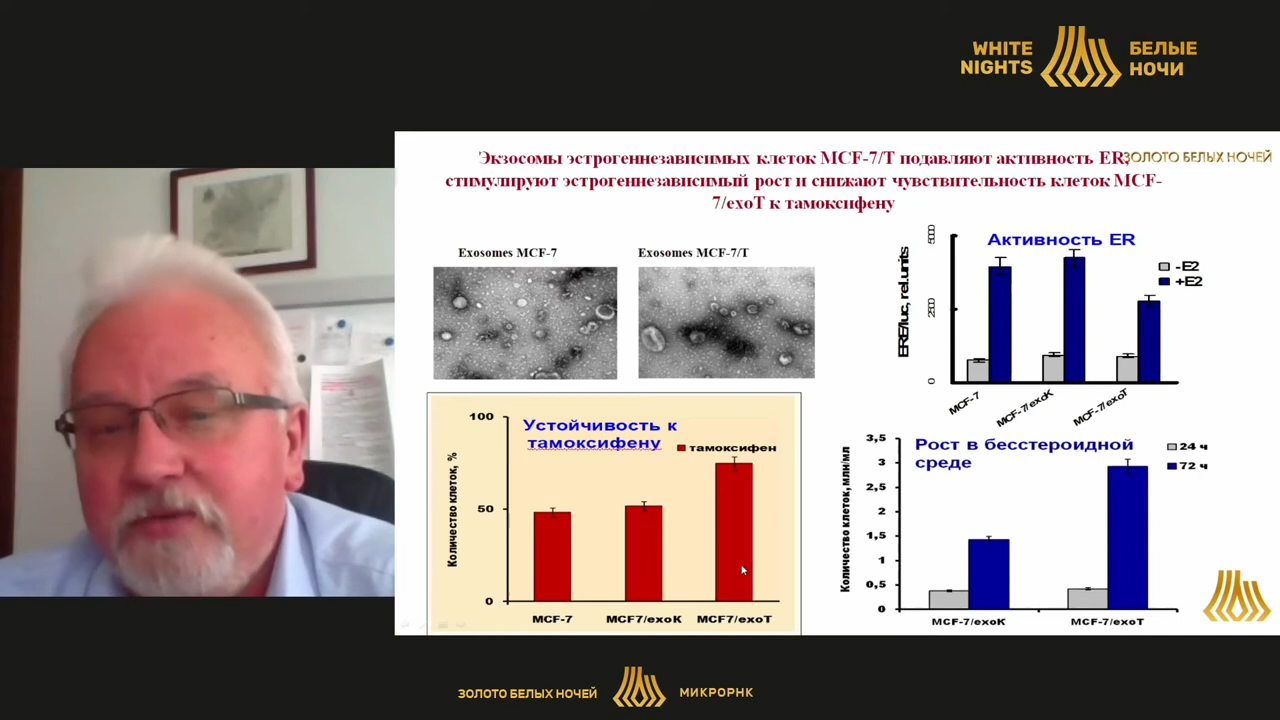 WHITE
NIGHTS
БЕЛЫЕ
НОЧИ
Экзосомы эстрогеннезависимых клеток MCF-7/T подавляют активность ER,
стимулируют эстрогеннезависимый рост и снижают чувствительность клеток MCF-
7/exoT к тамоксифену
ЗОЛОТО БЕЛЫХ НОЧЕЙ
Exosomes MCF-7
Exosomes MCF-7/T
Активность ER
ERE/luc, rel.units
500
200
0
-E2
+E2
MCF-7
MCF-7/exoK
MCF-7/exoT
Устойчивость к
тамоксифену
тамоксифен
Количество клеток, %
100
50
0
MCF-7
MCF7/exoK
MCF7/exoT
Рост в бесстероидной
среде
24 ч
72 ч
Количество клеток, млн/мл
3,5
3
2,5
2
1,5
1
0,5
0
MCF-7/exoK
MCF-7/exoT
ЗОЛОТО БЕЛЫХ НОЧЕЙ
МИКРОРНК